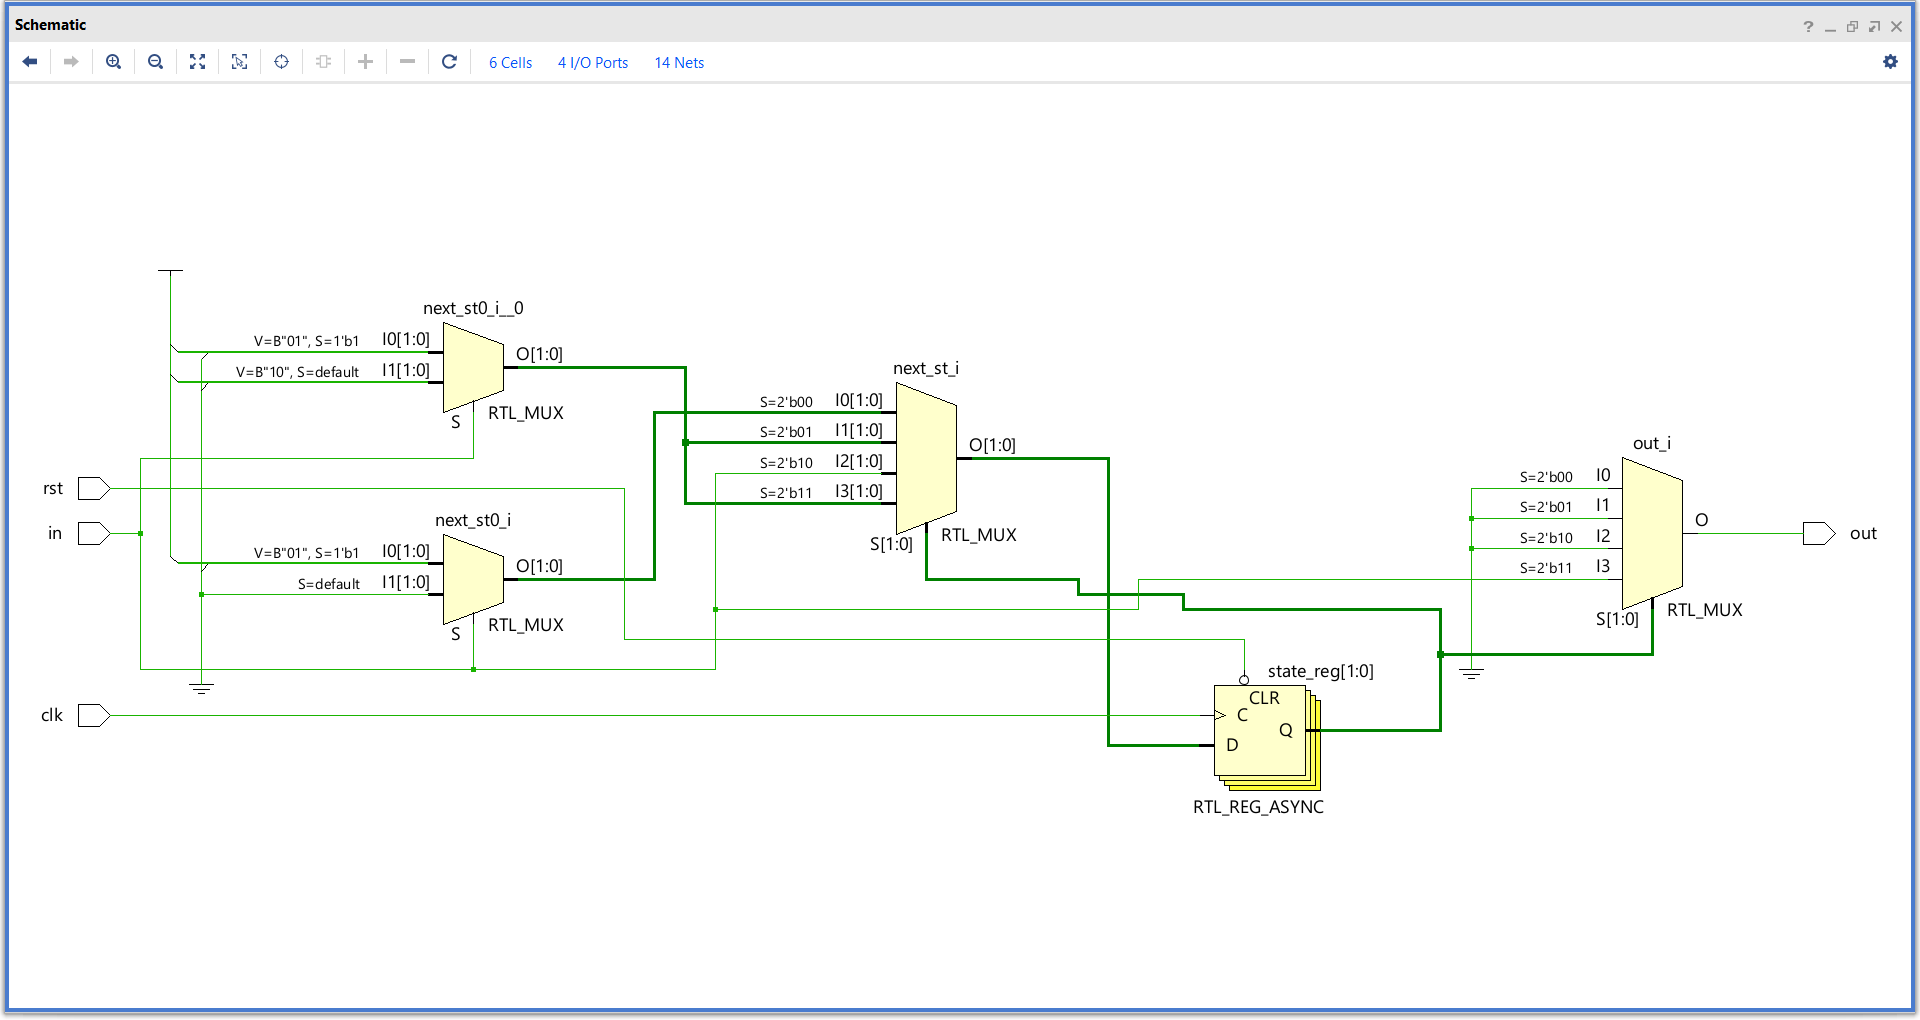 Schematic
?
6 Cells 4 I/O Ports 14 Nets
next_st0_i__0
V=B"01", S=1'b1 I0[1:0]
V=B"10", S=default I1[1:0]
O[1:0]
S
RTL_MUX
rst
in
next_st0_i
V=B"01", S=1'b1 I0[1:0]
S=default I1[1:0]
O[1:0]
S
RTL_MUX
clk
next_st_i
S=2'b00 I0[1:0]
S=2'b01 I1[1:0]
S=2'b10 I2[1:0]
S=2'b11 I3[1:0]
O[1:0]
S[1:0]
RTL_MUX
state_reg[1:0]
CLR
C
Q
D
RTL_REG_ASYNC
out_i
S=2'b00 I0
S=2'b01 I1
S=2'b10 I2
S=2'b11 I3
O
S[1:0]
RTL_MUX
out